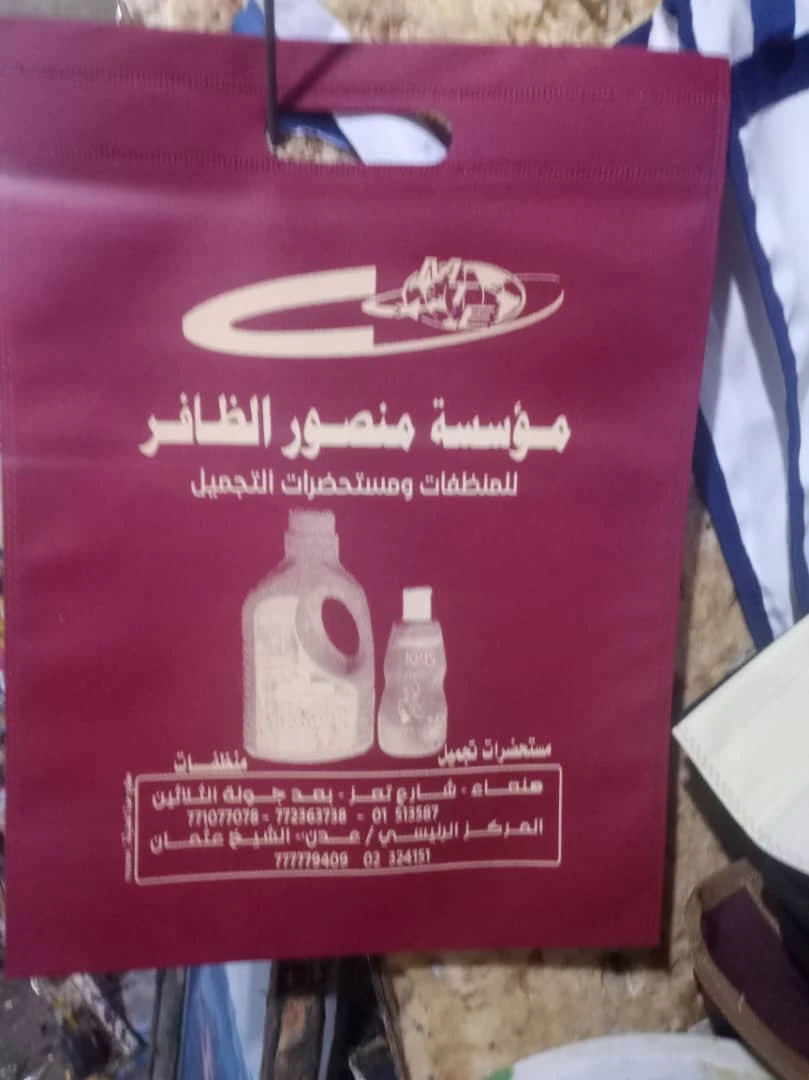 مؤسسة منصور الظافر
للمنظفات ومستحضرات التجميل
مستحضرات تجميل
منظفات
صنعاء - شارع تعز - بعد جولة الثلاثين
771077078 - 772363738 - 01 513587
المركز الرئيسي / عدن - الشيخ عثمان
777779409 02 324151